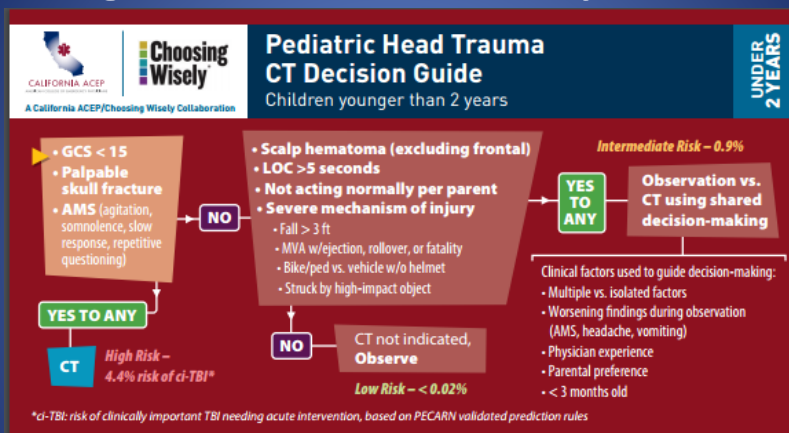 CALIFORNIA ACEP
Choosing
Wisely
A California ACEP/Choosing Wisely Collaboration
Pediatric Head Trauma
CT Decision Guide
Children younger than 2 years
UNDER
2 YEARS
• GCS < 15
• Palpable
skull fracture
• AMS (agitation,
somnolence, slow
response, repetitive
questioning)
YES TO ANY
CT
High Risk –
4.4% risk of ci-TBI*
NO
• Scalp hematoma (excluding frontal)
• LOC >5 seconds
• Not acting normally per parent
• Severe mechanism of injury
• Fall > 3 ft
• MVA w/ejection, rollover, or fatality
• Bike/ped vs. vehicle w/o helmet
• Struck by high-impact object
NO
CT not indicated,
Observe
Low Risk – < 0.02%
YES
TO
ANY
Intermediate Risk – 0.9%
Observation vs.
CT using shared
decision-making
Clinical factors used to guide decision-making:
• Multiple vs. isolated factors
• Worsening findings during observation
(AMS, headache, vomiting)
• Physician experience
• Parental preference
• < 3 months old
*ci-TBI: risk of clinically important TBI needing acute intervention, based on PECARN validated prediction rules